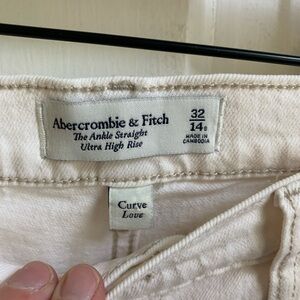 Abercrombie & Fitch
The Ankle Straight
Ultra High Rise
32
14R
MADE IN
CAMBODIA
Curve
Love